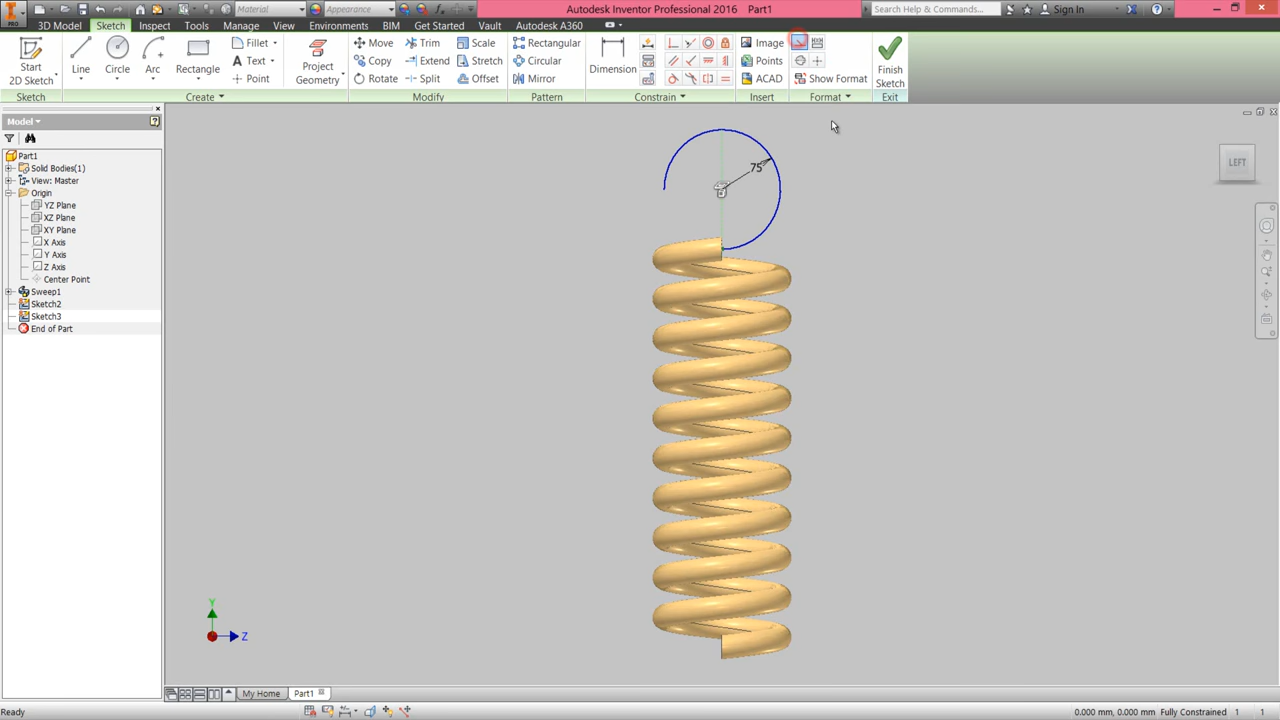 PRO
Material
Appearance
Autodesk Inventor Professional 2016 Part1
Search Help & Commands...
Sign In
3D Model
Sketch
Inspect
Tools
Manage
View
Environments
BIM
Get Started
Vault
Autodesk A360
Start
2D Sketch
Line
Circle
Arc
Rectangle
Fillet
Text
Point
Project
Geometry
Move
Copy
Rotate
Trim
Extend
Split
Scale
Stretch
Offset
Rectangular
Circular
Mirror
Dimension
Image
Points
ACAD
Show Format
Finish
Sketch
Sketch
Create
Modify
Pattern
Constrain
Insert
Format
Exit
Model
Part1
Solid Bodies(1)
View: Master
Origin
YZ Plane
XZ Plane
XY Plane
X Axis
Y Axis
Z Axis
Center Point
Sweep1
Sketch2
Sketch3
End of Part
75
LEFT
Y
Z
My Home
Part1
Ready
0.000 mm, 0.000 mm Fully Constrained 1 1